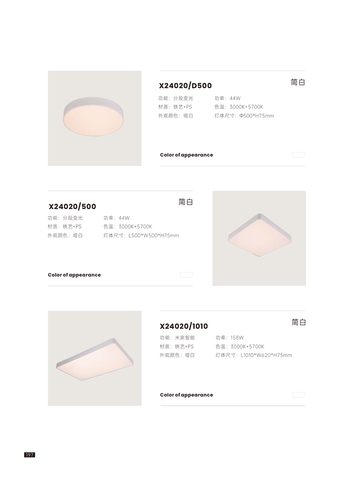 X24020/D500
简白
功能：分段变光
功率：44W
材质：铁艺+PS
色温：3000K+5700K
外观颜色：哑白
灯体尺寸：Φ500*H75mm
Color of appearance
X24020/500
简白
功能：分段变光
功率：44W
材质：铁艺+PS
色温：3000K+5700K
外观颜色：哑白
灯体尺寸：L500*W500*H75mm
Color of appearance
X24020/1010
简白
功能：米家智能
功率：158W
材质：铁艺+PS
色温：3000K+5700K
外观颜色：哑白
灯体尺寸：L1010*W620*H75mm
Color of appearance